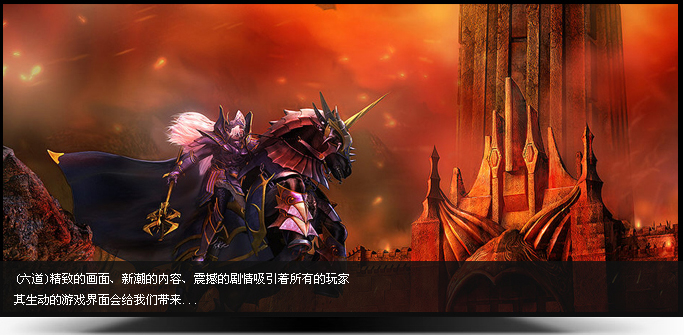 (六道)精致的画面、新潮的内容、震撼的剧情吸引着所有的玩家
其生动的游戏界面会给我们带来...